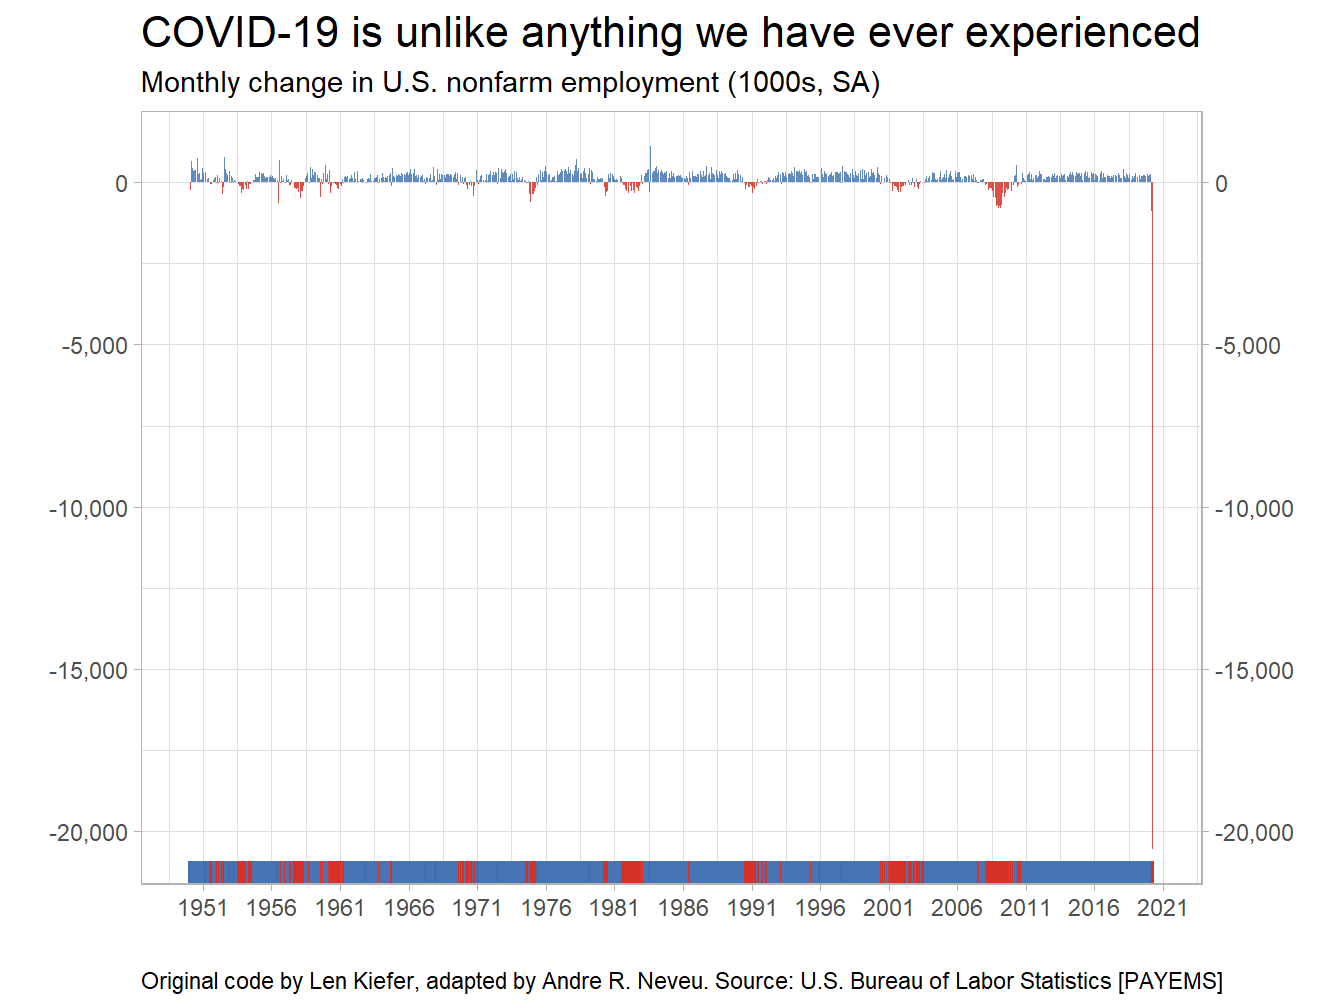 COVID-19 is unlike anything we have ever experienced
Monthly change in U.S. nonfarm employment (1000s, SA)
0 0
-5,000 -5,000
-10,000 -10,000
-15,000 -15,000
-20,000 -20,000
1951 1956 1961 1966 1971 1976 1981 1986 1991 1996 2001 2006 2011 2016 2021
Original code by Len Kiefer, adapted by Andre R. Neveu. Source: U.S. Bureau of Labor Statistics [PAYEMS]